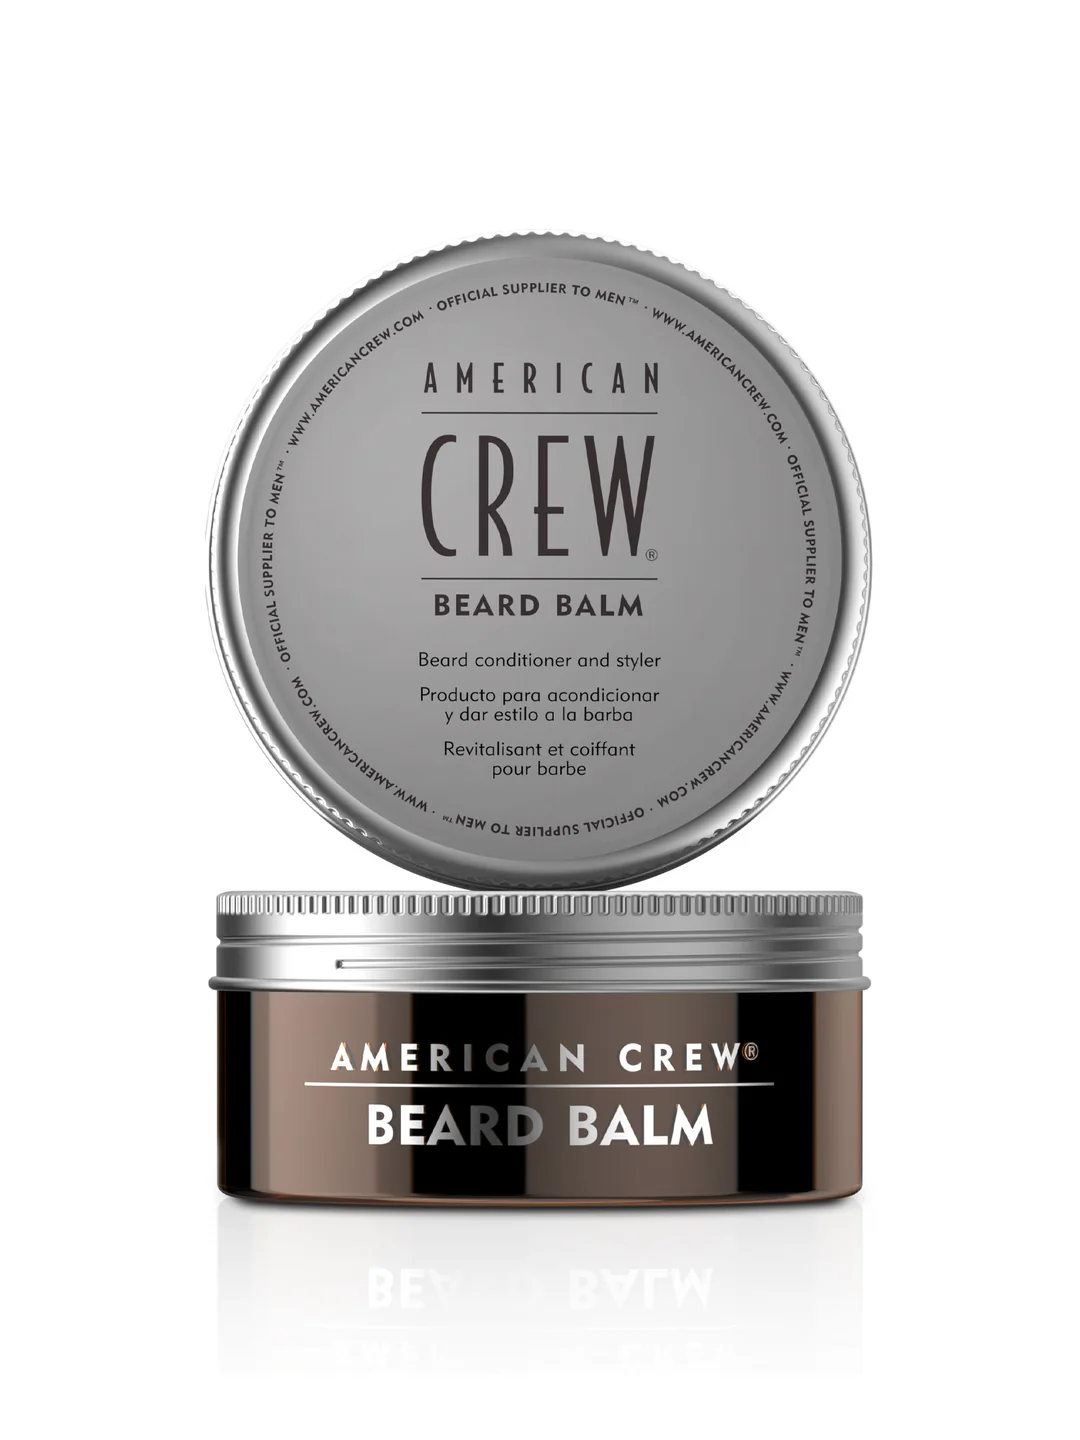 · OFFICIAL SUPPLIER TO MEN™ · WWW.AMERICANCREW.COM · OFFICIAL SUPPLIER TO MEN™ · WWW.AMERICANCREW.COM · OFFICIAL SUPPLIER TO MEN™ · WWW.AMERICANCREW.COM · OFFICIAL SUPPLIER TO MEN™ · WWW.AMERICANCREW.COM
AMERICAN
CREW®
BEARD BALM
Beard conditioner and styler
Producto para acondicionar
y dar estilo a la barba
Revitalisant et coiffant
pour barbe
AMERICAN CREW®
BEARD BALM